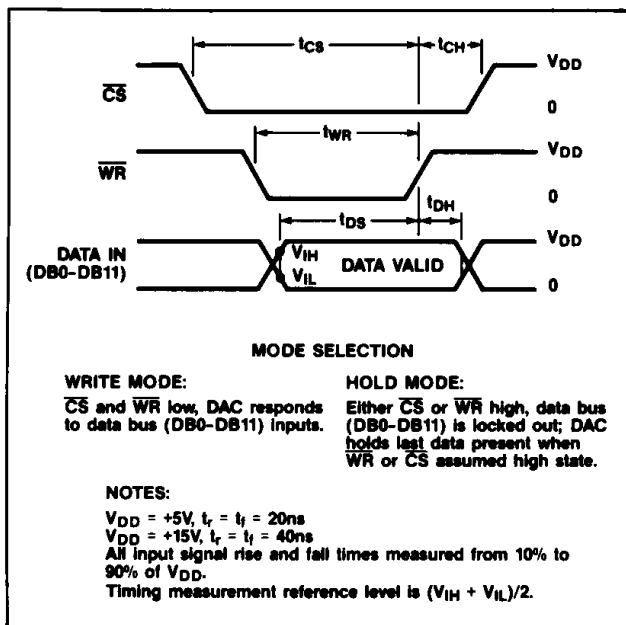 tCS
tCH
VDD
CS
0
tWR
VDD
WR
0
tDS
tDH
VDD
DATA IN
(DB0-DB11)
VIH
VIL
DATA VALID
0
MODE SELECTION
WRITE MODE:
CS and WR low, DAC responds
to data bus (DB0-DB11) inputs.
HOLD MODE:
Either CS or WR high, data bus
(DB0-DB11) is locked out; DAC
holds last data present when
WR or CS assumed high state.
NOTES:
VDD = +5V, tr = tf = 20ns
VDD = +15V, tr = tf = 40ns
All input signal rise and fall times measured from 10% to
90% of VDD.
Timing measurement reference level is (VIH + VIL)/2.